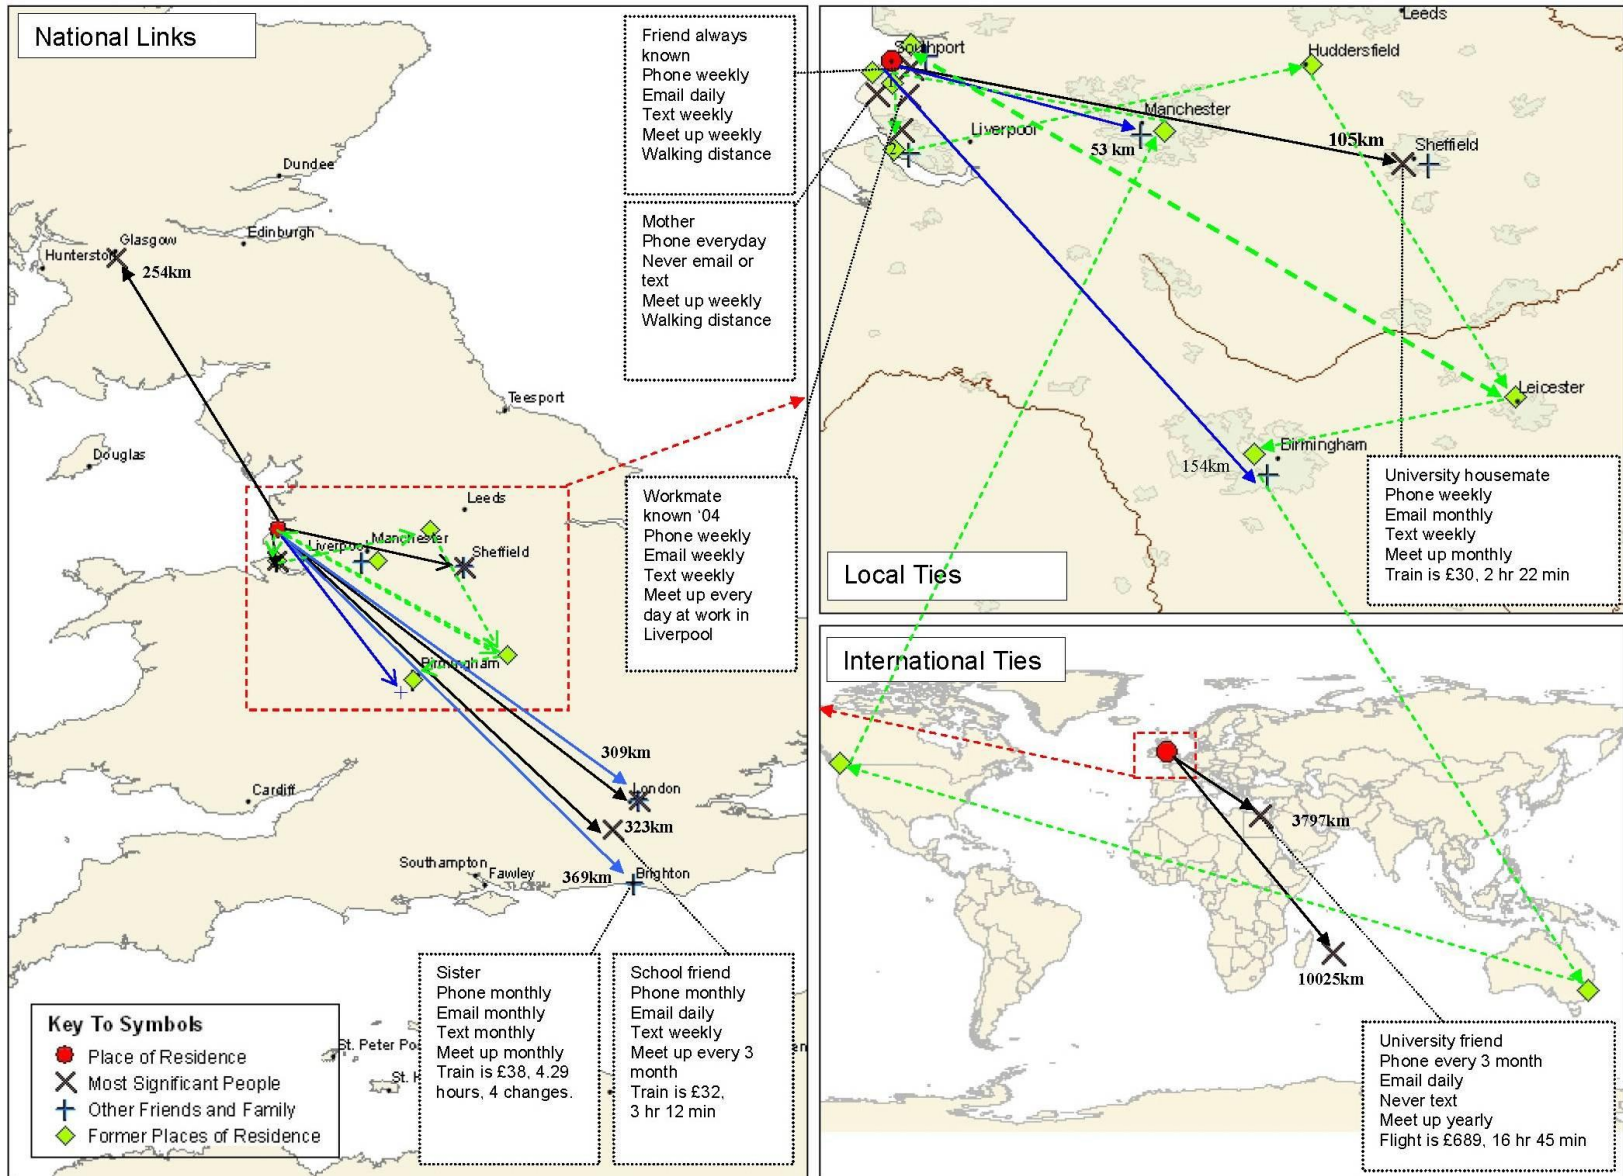 National Links
Dundee
Edinburgh
Glasgow
Hunterston
254km
Teesport
Douglas
Leeds
Liverpool
Manchester
Sheffield
Birmingham
309km
London
323km
Cardiff
Southampton
Fawley
369km
Brighton
Key To Symbols
Place of Residence
Most Significant People
Other Friends and Family
Former Places of Residence
St. Peter Po
St. H
en
Friend always
known
Phone weekly
Email daily
Text weekly
Meet up weekly
Walking distance
Mother
Phone everyday
Never email or
text
Meet up weekly
Walking distance
Workmate
known ‘04
Phone weekly
Email weekly
Text weekly
Meet up every
day at work in
Liverpool
Sister
Phone monthly
Email monthly
Text monthly
Meet up monthly
Train is £38, 4.29
hours, 4 changes.
School friend
Phone monthly
Email daily
Text weekly
Meet up every 3
month
Train is £32,
3 hr 12 min
Leeds
Southport
Huddersfield
1
Manchester
Liverpool
53 km
105km
Sheffield
2
Leicester
Birmingham
154km
University housemate
Phone weekly
Email monthly
Text weekly
Meet up monthly
Train is £30, 2 hr 22 min
Local Ties
International Ties
3797km
10025km
University friend
Phone every 3 month
Email daily
Never text
Meet up yearly
Flight is £689, 16 hr 45 min